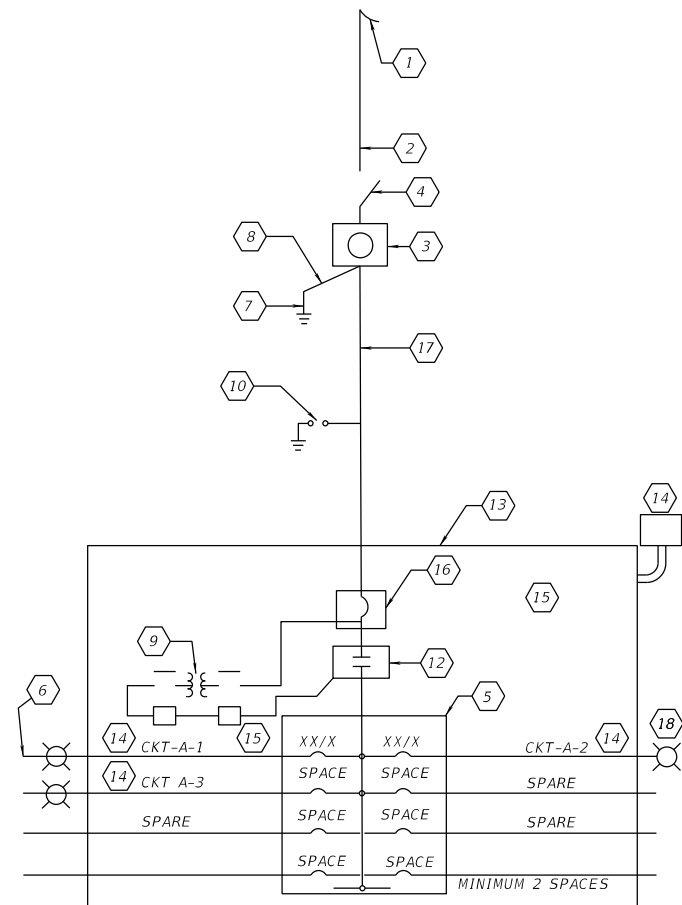 1
2
4
8
3
7
17
10
14
13
16
15
9
12
6
5
18
14
CKT-A-1
15
XX/X
XX/X
CKT-A-2
14
14
CKT A-3
SPACE
SPACE
SPARE
SPARE
SPACE
SPACE
SPARE
SPACE
SPACE
MINIMUM 2 SPACES